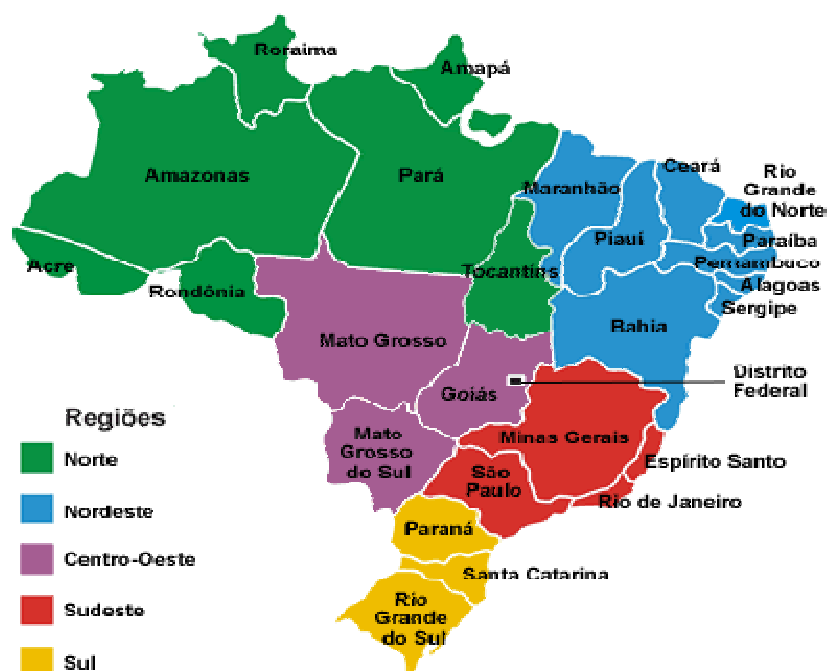 Roraima
Amapá
Amazonas
Pará
Maranhão
Ceará
Rio
Grande
do Norte
Piauí
Paraíba
Pernambuco
Alagoas
Sergipe
Acre
Rondônia
Tocantins
Bahia
Mato Grosso
Goiás
Distrito
Federal
Mato
Grosso
do Sul
Minas Gerais
Espírito Santo
São
Paulo
Rio de Janeiro
Paraná
Santa Catarina
Rio
Grande
do Sul
Regiões
Norte
Nordeste
Centro-Oeste
Sudeste
Sul